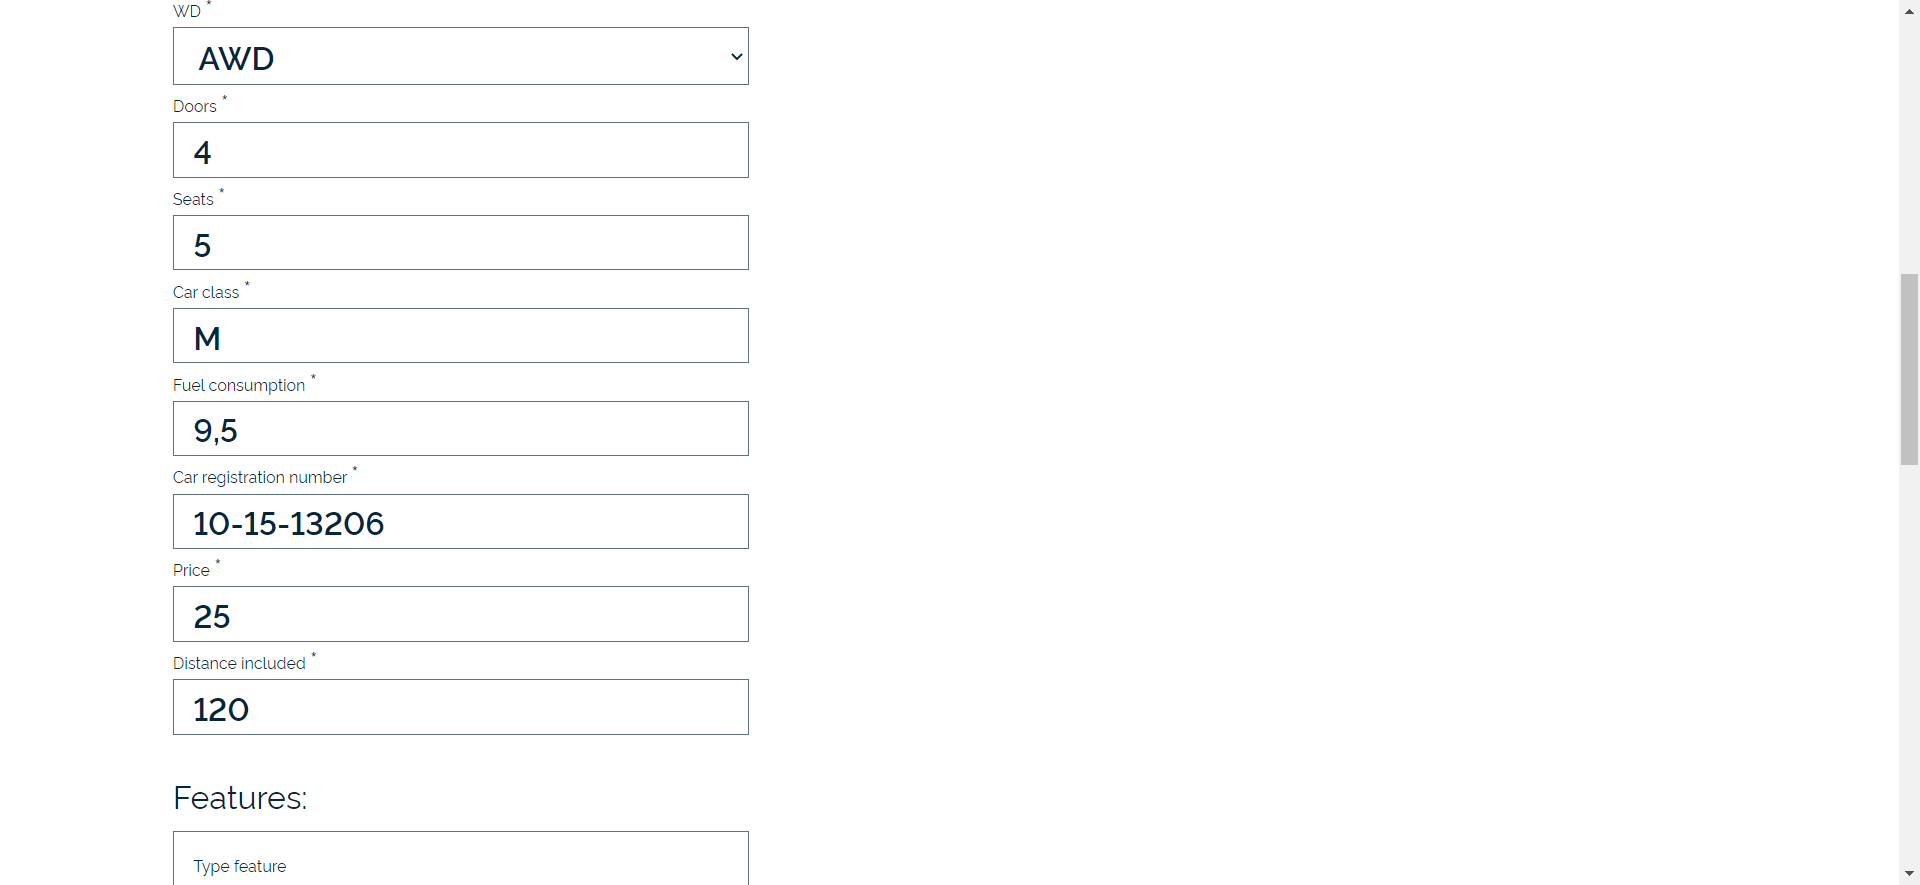 WD *
AWD
Doors *
4
Seats *
5
Car class *
M
Fuel consumption *
9,5
Car registration number *
10-15-13206
Price *
25
Distance included *
120
Features:
Type feature